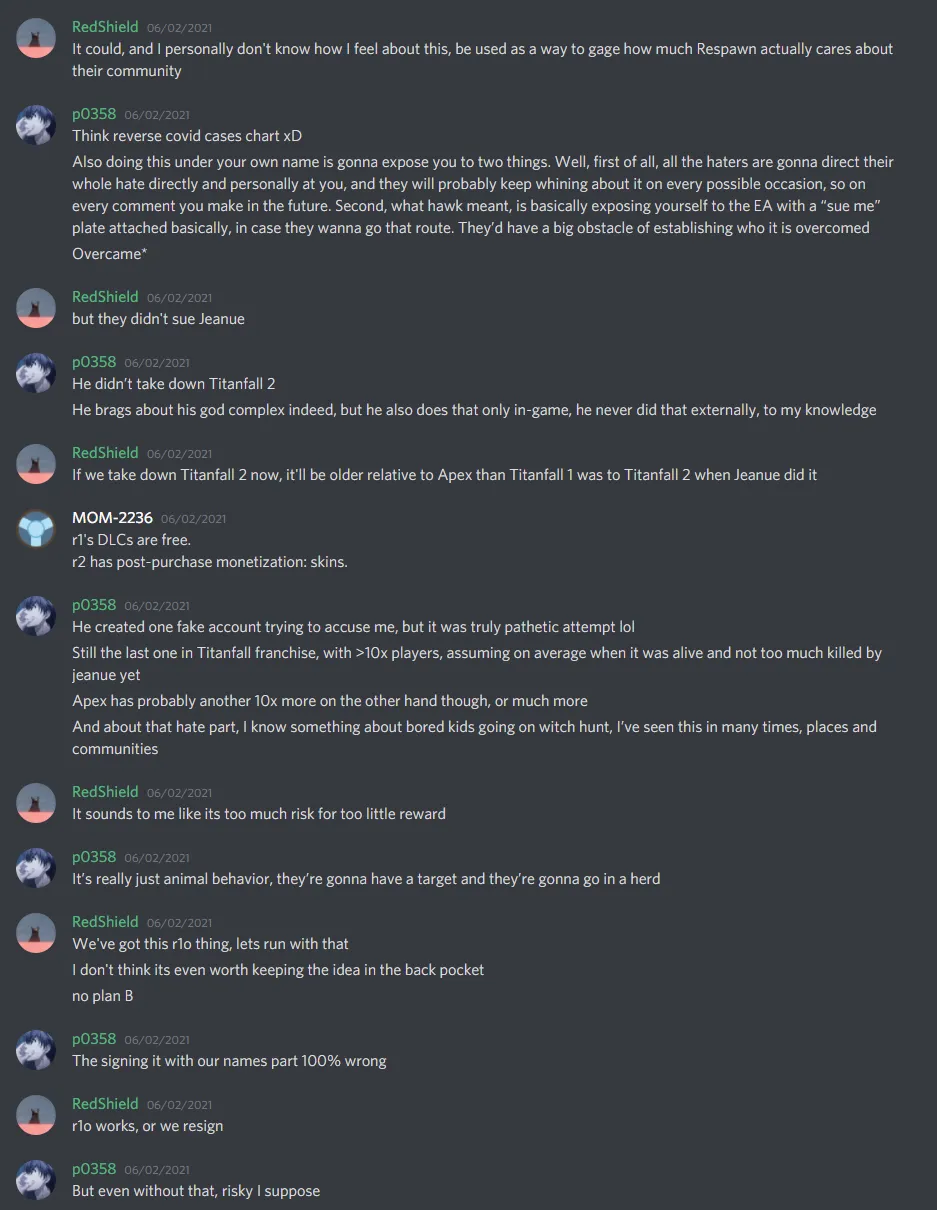 RedShield 06/02/2021
It could, and I personally don't know how I feel about this, be used as a way to gage how much Respawn actually cares about
their community
p0358 06/02/2021
Think reverse covid cases chart xD
Also doing this under your own name is gonna expose you to two things. Well, first of all, all the haters are gonna direct their
whole hate directly and personally at you, and they will probably keep whining about it on every possible occasion, so on
every comment you make in the future. Second, what hawk meant, is basically exposing yourself to the EA with a “sue me”
plate attached basically, in case they wanna go that route. They’d have a big obstacle of establishing who it is overcomed
Overcame*
RedShield 06/02/2021
but they didn't sue Jeanue
p0358 06/02/2021
He didn’t take down Titanfall 2
He brags about his god complex indeed, but he also does that only in-game, he never did that externally, to my knowledge
RedShield 06/02/2021
If we take down Titanfall 2 now, it'll be older relative to Apex than Titanfall 1 was to Titanfall 2 when Jeanue did it
MOM-2236 06/02/2021
r1's DLCs are free.
r2 has post-purchase monetization: skins.
p0358 06/02/2021
He created one fake account trying to accuse me, but it was truly pathetic attempt lol
Still the last one in Titanfall franchise, with >10x players, assuming on average when it was alive and not too much killed by
jeanue yet
Apex has probably another 10x more on the other hand though, or much more
And about that hate part, I know something about bored kids going on witch hunt, I’ve seen this in many times, places and
communities
RedShield 06/02/2021
It sounds to me like its too much risk for too little reward
p0358 06/02/2021
It’s really just animal behavior, they’re gonna have a target and they’re gonna go in a herd
RedShield 06/02/2021
We've got this r1o thing, lets run with that
I don't think its even worth keeping the idea in the back pocket
no plan B
p0358 06/02/2021
The signing it with our names part 100% wrong
RedShield 06/02/2021
r1o works, or we resign
p0358 06/02/2021
But even without that, risky I suppose